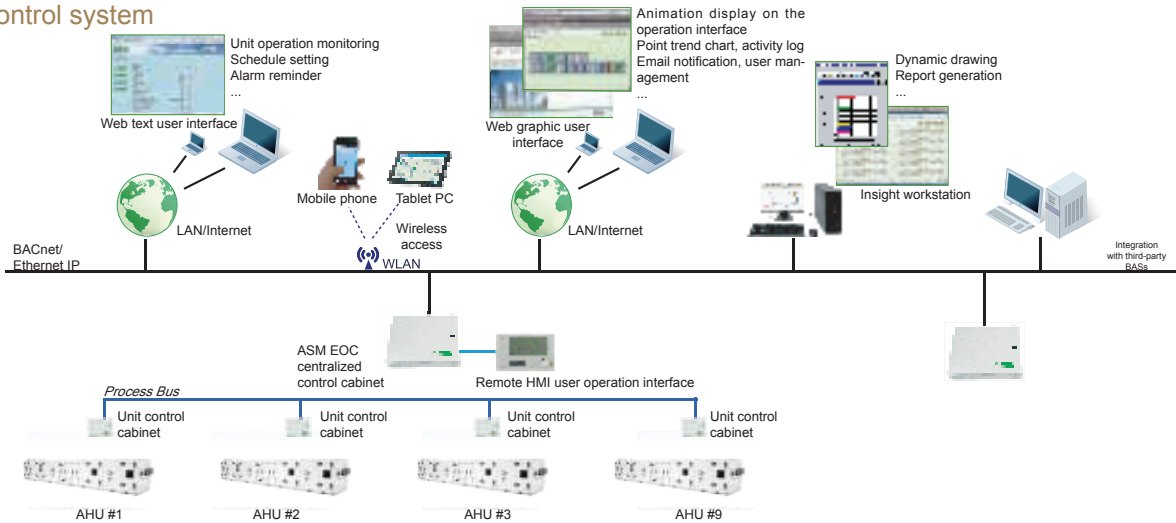 ontrol system
Unit operation monitoring
Schedule setting
Alarm reminder
...
Web text user interface
Animation display on the
operation interface
Point trend chart, activity log
Email notification, user man-
agement
...
Web graphic user
interface
Dynamic drawing
Report generation
...
Insight workstation
Mobile phone
Tablet PC
LAN/Internet
Wireless
access
WLAN
LAN/Internet
BACnet/
Ethernet IP
Integration
with third-party
BASs
ASM EOC
centralized
control cabinet
Remote HMI user operation interface
Process Bus
Unit control
cabinet
Unit control
cabinet
Unit control
cabinet
Unit control
cabinet
AHU #1
AHU #2
AHU #3
AHU #9